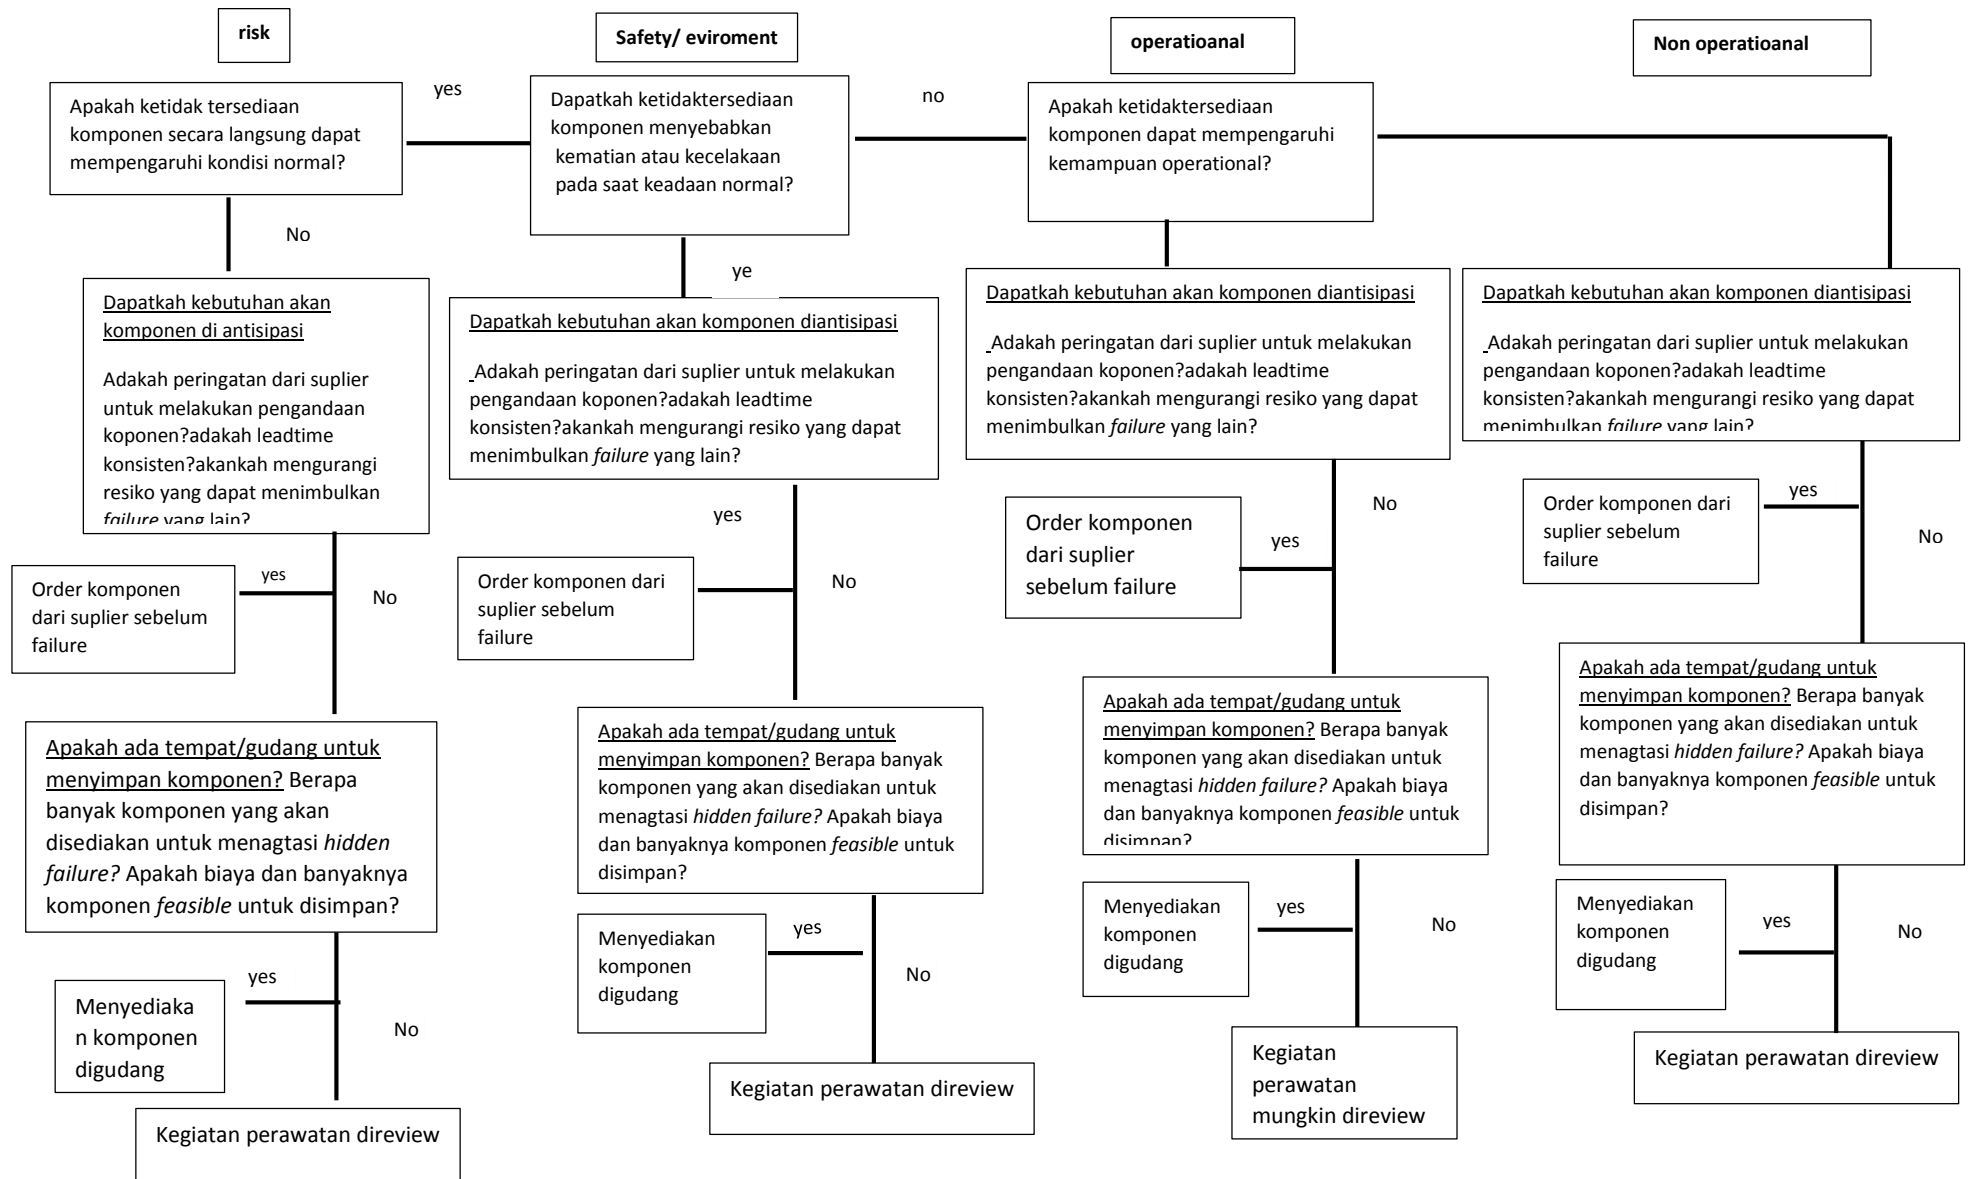 risk
Safety/ eviroment
operatioanal
Non operatioanal
Apakah ketidak tersediaan
komponen secara langsung dapat
mempengaruhi kondisi normal?
yes
Dapatkah ketidaktersediaan
komponen menyebabkan
kematian atau kecelakaan
pada saat keadaan normal?
no
Apakah ketidaktersediaan
komponen dapat mempengaruhi
kemampuan operational?
No
ye
Dapatkah kebutuhan akan
komponen di antisipasi
Adakah peringatan dari suplier
untuk melakukan pengandaan
koponen?adakah leadtime
konsisten?akankah mengurangi
resiko yang dapat menimbulkan
failure yang lain?
Dapatkah kebutuhan akan komponen diantisipasi
Adakah peringatan dari suplier untuk melakukan
pengandaan koponen?adakah leadtime
konsisten?akankah mengurangi resiko yang dapat
menimbulkan failure yang lain?
Dapatkah kebutuhan akan komponen diantisipasi
Adakah peringatan dari suplier untuk melakukan
pengandaan koponen?adakah leadtime
konsisten?akankah mengurangi resiko yang dapat
menimbulkan failure yang lain?
Dapatkah kebutuhan akan komponen diantisipasi
Adakah peringatan dari suplier untuk melakukan
pengandaan koponen?adakah leadtime
konsisten?akankah mengurangi resiko yang dapat
menimbulkan failure yang lain?
Order komponen
dari suplier sebelum
failure
yes
No
Order komponen dari
suplier sebelum
failure
yes
No
Order komponen
dari suplier
sebelum failure
yes
No
Order komponen dari
suplier sebelum
failure
yes
No
Apakah ada tempat/gudang untuk
menyimpan komponen? Berapa
banyak komponen yang akan
disediakan untuk menagtasi hidden
failure? Apakah biaya dan banyaknya
komponen feasible untuk disimpan?
Apakah ada tempat/gudang untuk
menyimpan komponen? Berapa banyak
komponen yang akan disediakan untuk
menagtasi hidden failure? Apakah biaya
dan banyaknya komponen feasible untuk
disimpan?
Apakah ada tempat/gudang untuk
menyimpan komponen? Berapa banyak
komponen yang akan disediakan untuk
menagtasi hidden failure? Apakah biaya
dan banyaknya komponen feasible untuk
disimpan?
Apakah ada tempat/gudang untuk
menyimpan komponen? Berapa banyak
komponen yang akan disediakan untuk
menagtasi hidden failure? Apakah biaya
dan banyaknya komponen feasible untuk
disimpan?
Menyediaka
n komponen
digudang
yes
No
Menyediakan
komponen
digudang
yes
No
Menyediakan
komponen
digudang
yes
No
Menyediakan
komponen
digudang
yes
No
Kegiatan perawatan direview
Kegiatan perawatan direview
Kegiatan
perawatan
mungkin direview
Kegiatan perawatan direview